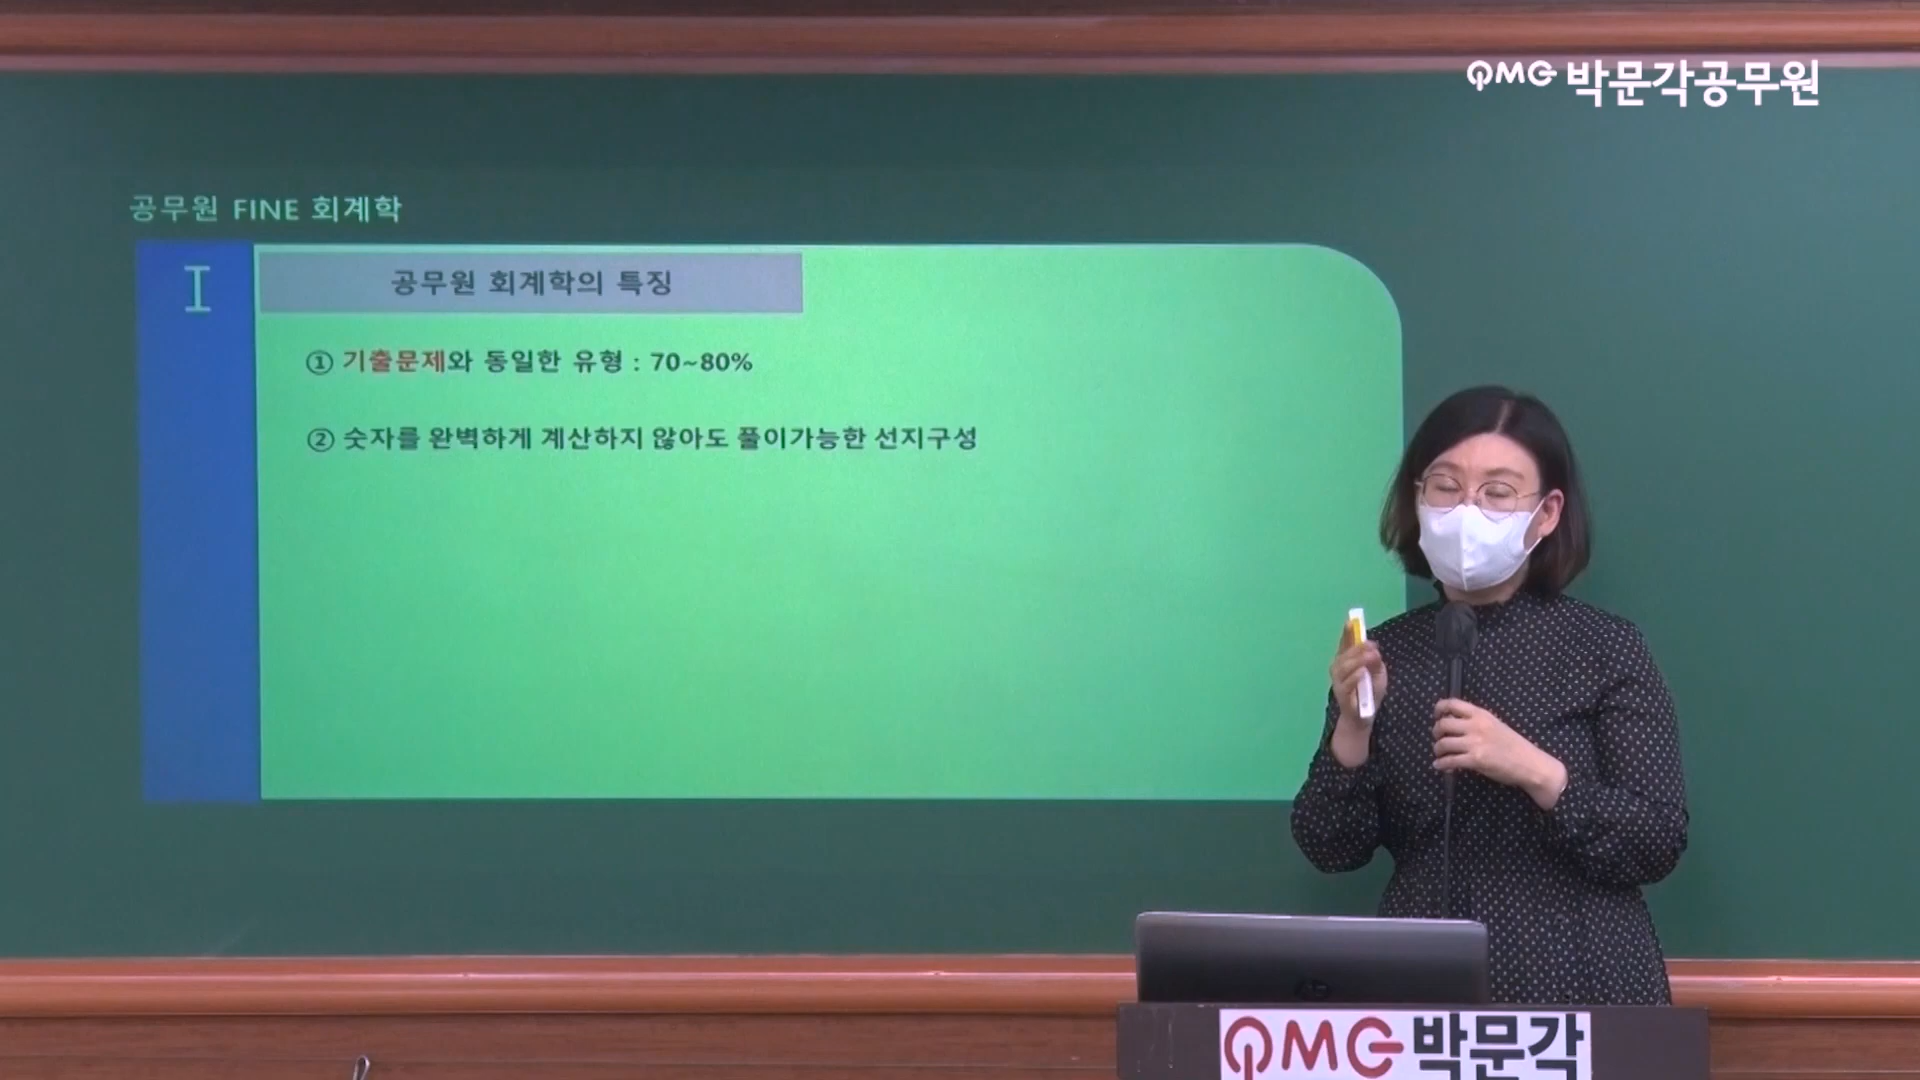 PMG 박문각공무원
공무원 FINE 회계학
I
공무원 회계학의 특징
① 기출문제와 동일한 유형 : 70~80%
② 숫자를 완벽하게 계산하지 않아도 풀이가능한 선지구성
PMG 박문각